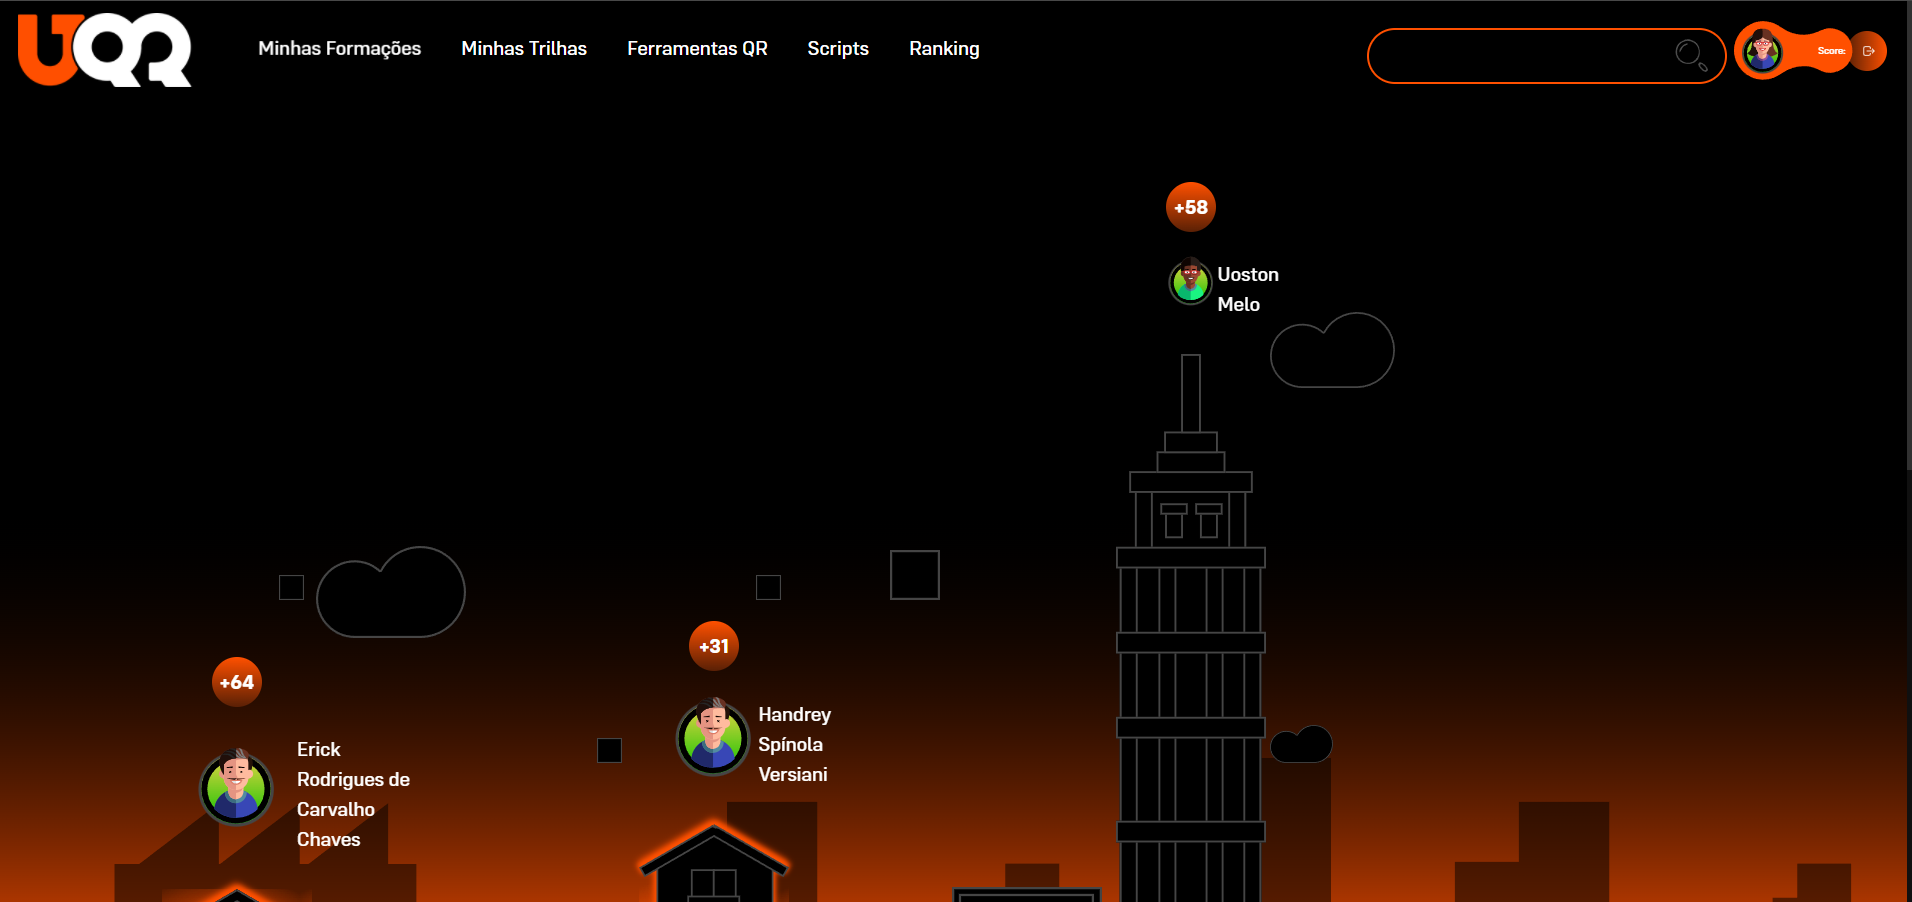 UQR
Minhas Formações
Minhas Trilhas
Ferramentas QR
Scripts
Ranking
Score:
+58
Uoston
Melo
+31
Handrey
Spínola
Versiani
+64
Erick
Rodrigues de
Carvalho
Chaves